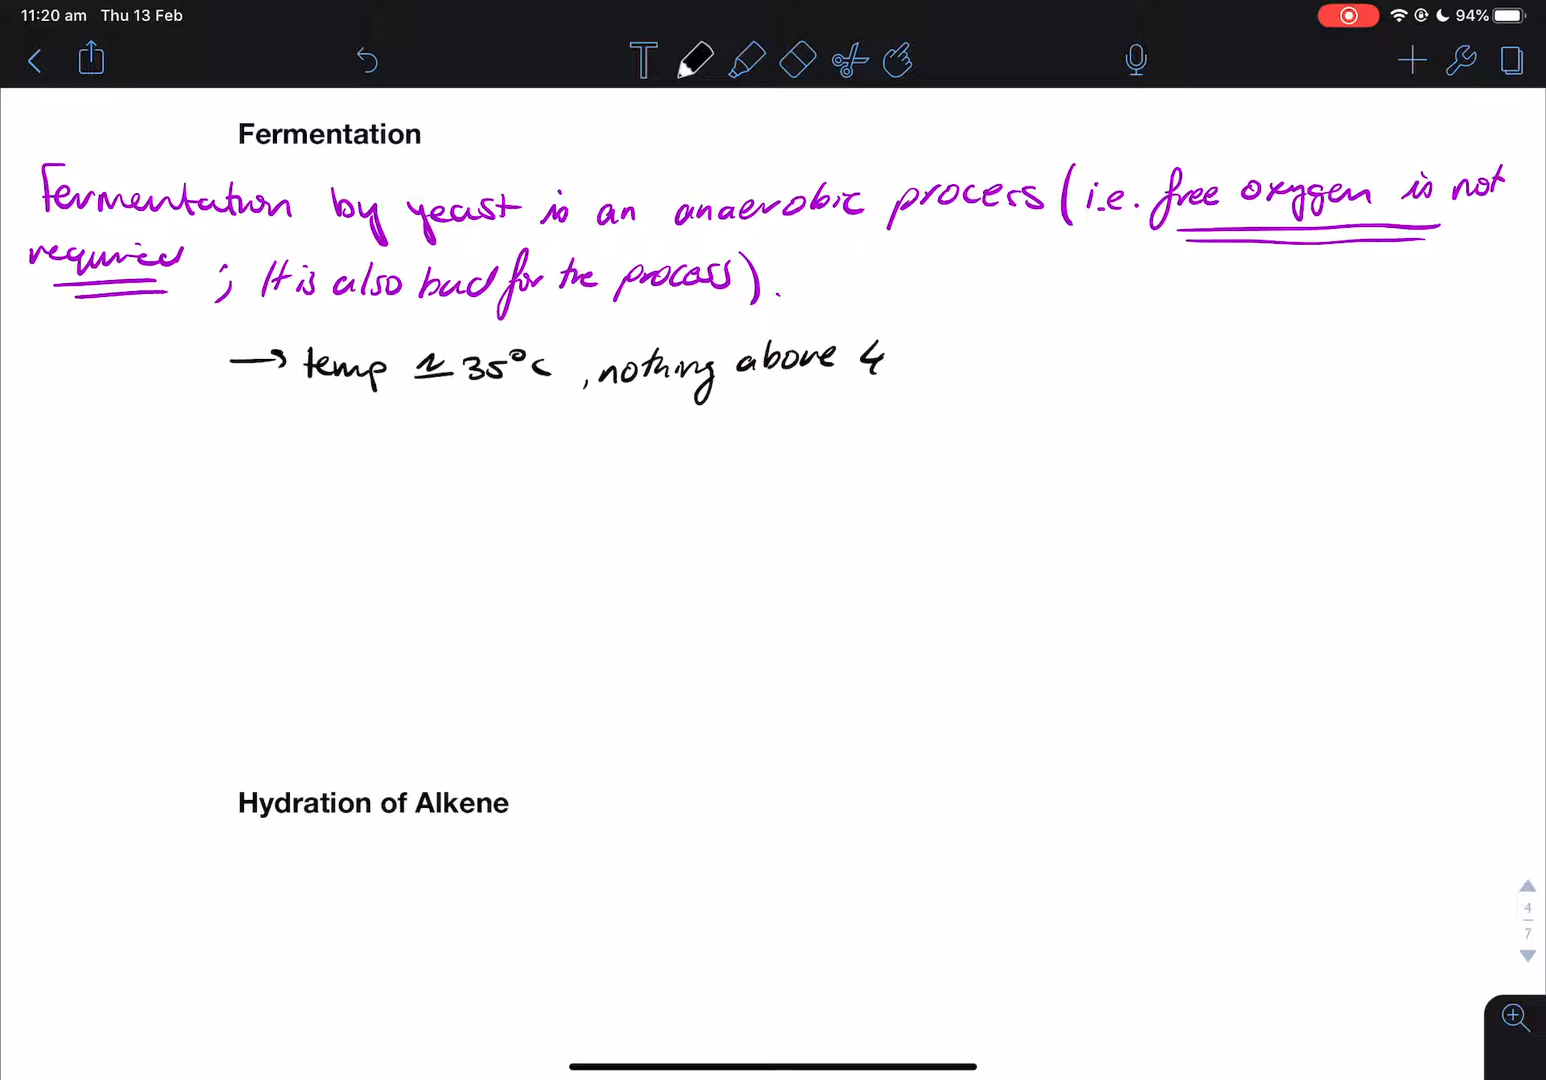 11:20 am Thu 13 Feb
94%
Fermentation
Fermentation by yeast is an anaerobic process (i.e. free oxygen is not
required ; It is also bad for the process).
→ temp ≃ 35°C , nothing above 4
Hydration of Alkene
4
7